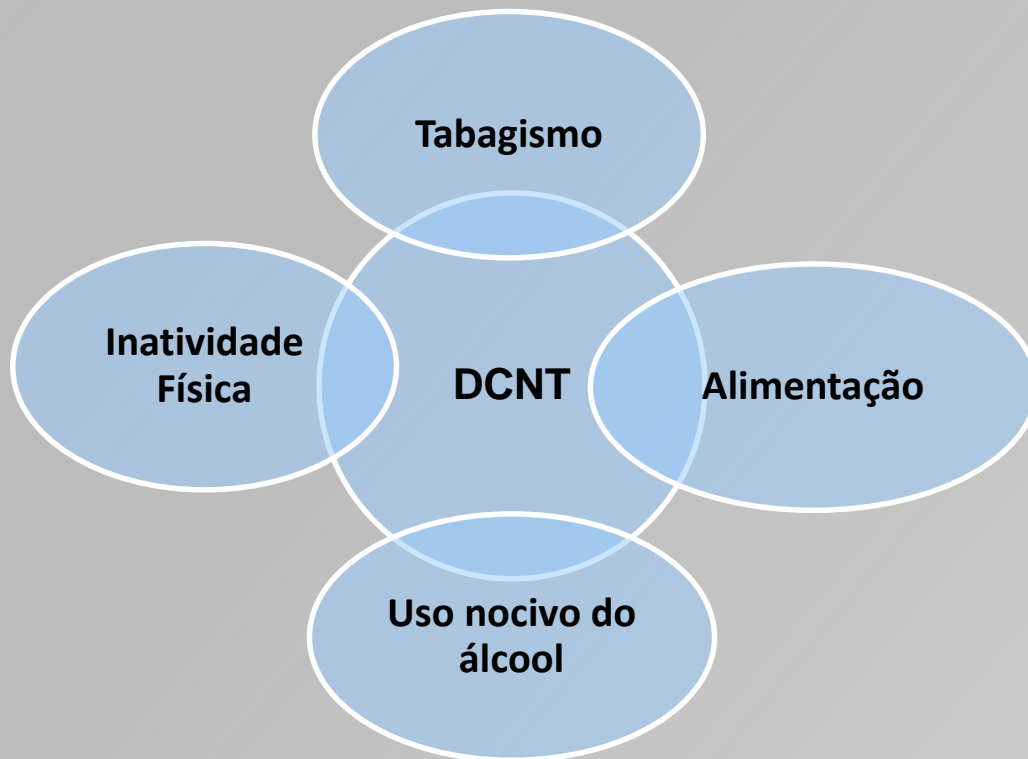 Tabagismo
Inatividade
Física
DCNT
Alimentação
Uso nocivo do
álcool